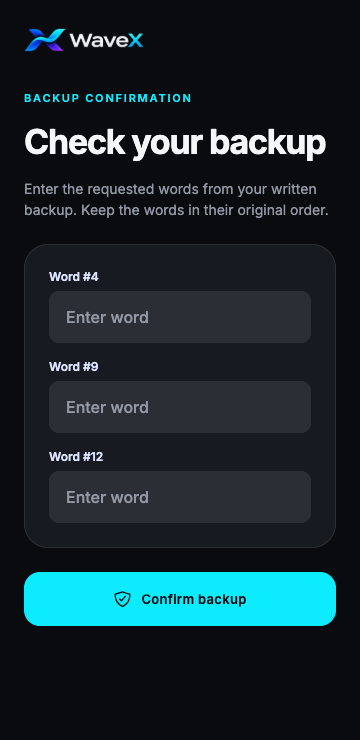 WaveX
BACKUP CONFIRMATION
Check your backup
Enter the requested words from your written
backup. Keep the words in their original order.
Word #4
Enter word
Word #9
Enter word
Word #12
Enter word
Confirm backup